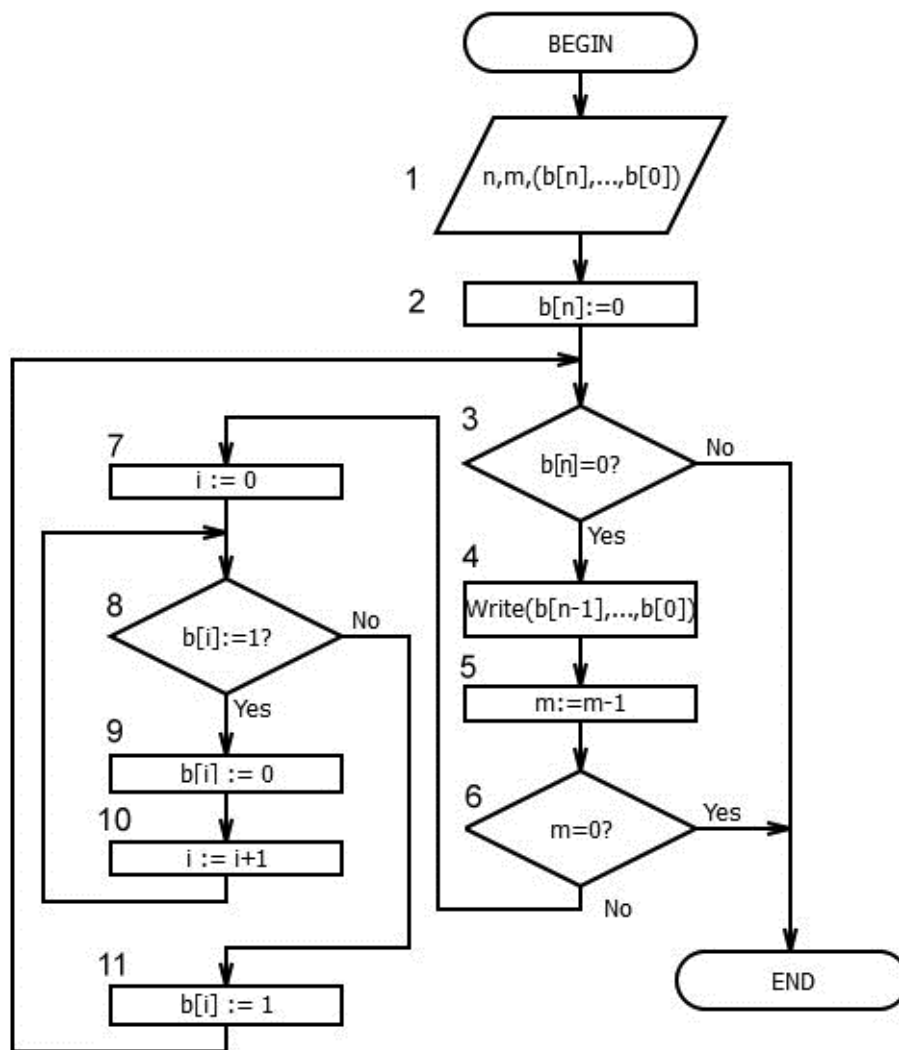 BEGIN
1
n,m,(b[n],...,b[0])
2
b[n]:=0
3
b[n]=0?
No
Yes
4
Write(b[n-1],...,b[0])
5
m:=m-1
6
m=0?
Yes
No
7
i := 0
8
b[i]:=1?
No
Yes
9
b[i] := 0
10
i := i+1
11
b[i] := 1
END